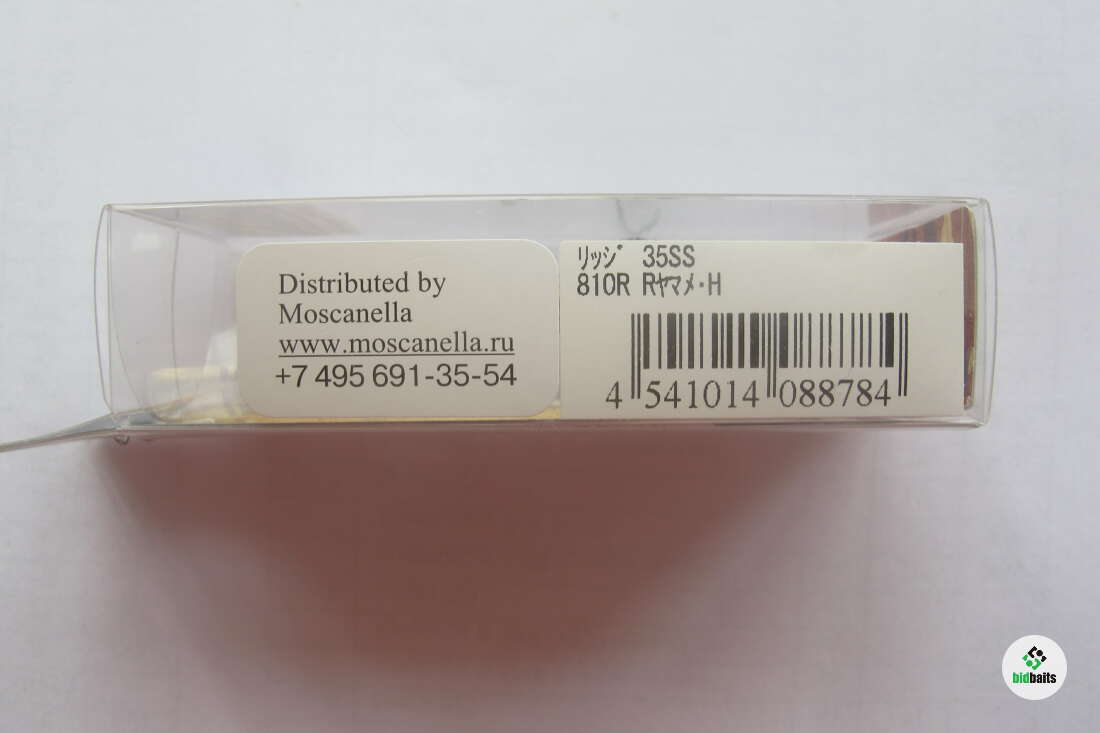 Distributed by
Moscanella
www.moscanella.ru
+7 495 691-35-54
ﾘｯｼﾞ 35SS
810R Rﾔﾏﾒ･H
4 541014 088784
bidbaits